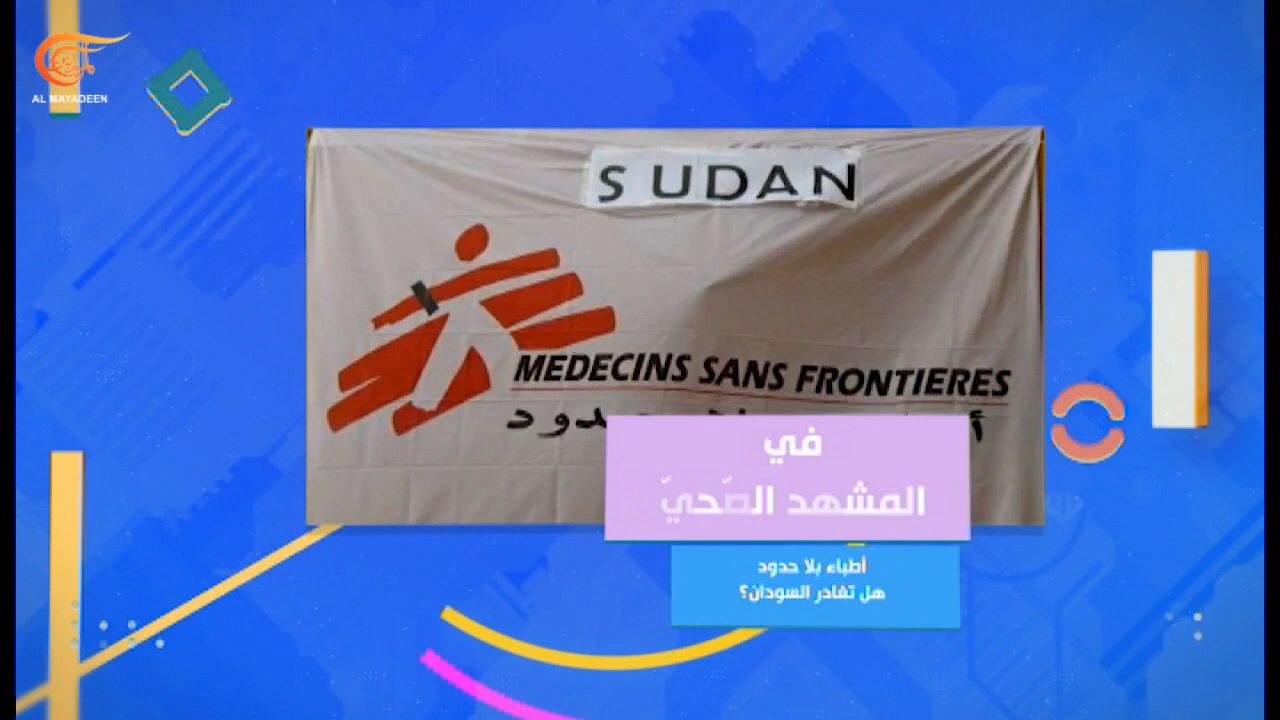 AL MAYADEEN
SUDAN
MEDECINS SANS FRONTIERES
في
المشهد الصّحيّ
أطباء بلا حدود
هل تغادر السودان؟